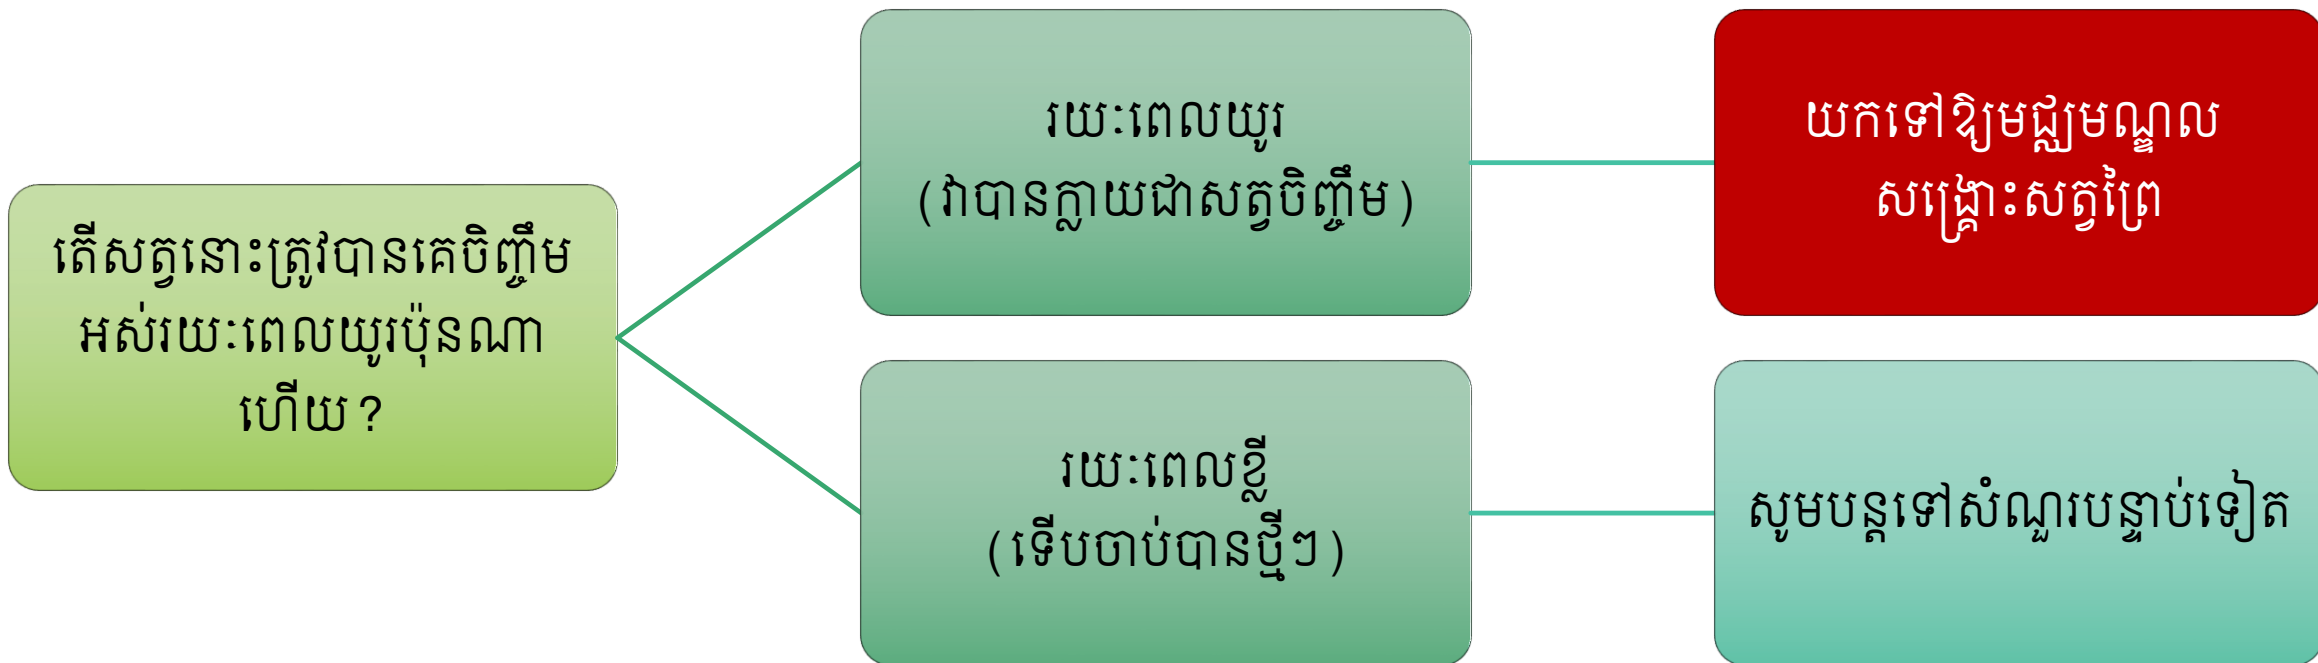 តើសត្វនោះត្រូវបានគេចិញ្ចឹម
អស់រយៈពេលយូរប៉ុនណា
ហើយ?
រយៈពេលយូរ
(វាបានក្លាយជាសត្វចិញ្ចឹម)
យកទៅឱ្យមជ្ឈមណ្ឌល
សង្គ្រោះសត្វព្រៃ
រយៈពេលខ្លី
(ទើបចាប់បានថ្មីៗ)
សូមបន្តទៅសំណួរបន្ទាប់ទៀត